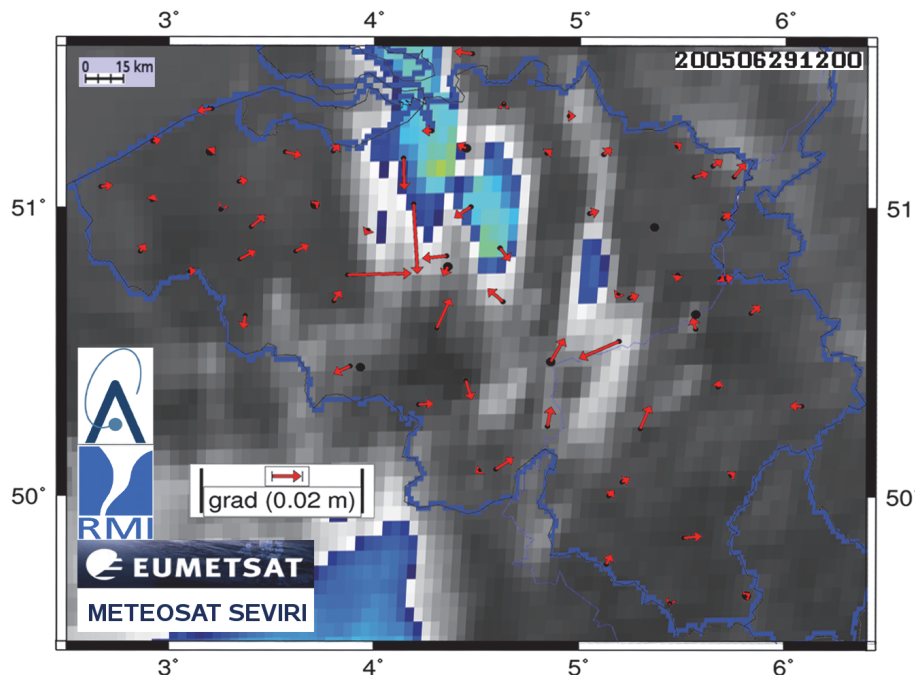 3° 4° 5° 6°
0 15 km
200506291200
51° 51
50° 50°
grad (0.02 m)
RMI
EUMETSAT
METEOSAT SEVIRI
3° 4° 5° 6°